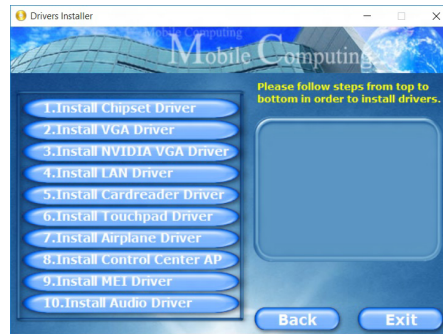 Drivers Installer
Mobile Computing
Mobile Computing
Please follow steps from top to
bottom in order to install drivers.
1.Install Chipset Driver
2.Install VGA Driver
3.Install NVIDIA VGA Driver
4.Install LAN Driver
5.Install Cardreader Driver
6.Install Touchpad Driver
7.Install Airplane Driver
8.Install Control Center AP
9.Install MEI Driver
10.Install Audio Driver
Back
Exit